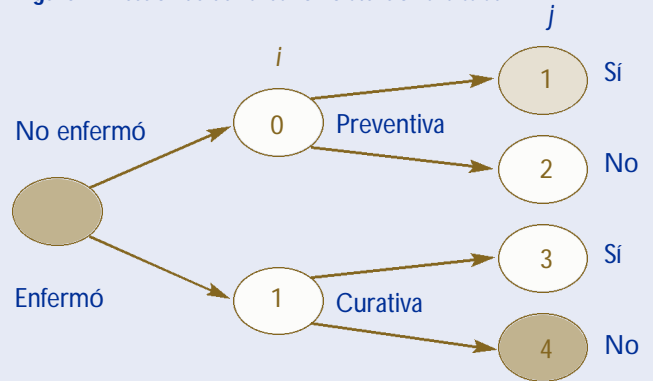 j
i
1 Sí
No enfermó
0 Preventiva
2 No
3 Sí
Enfermó
1 Curativa
4 No